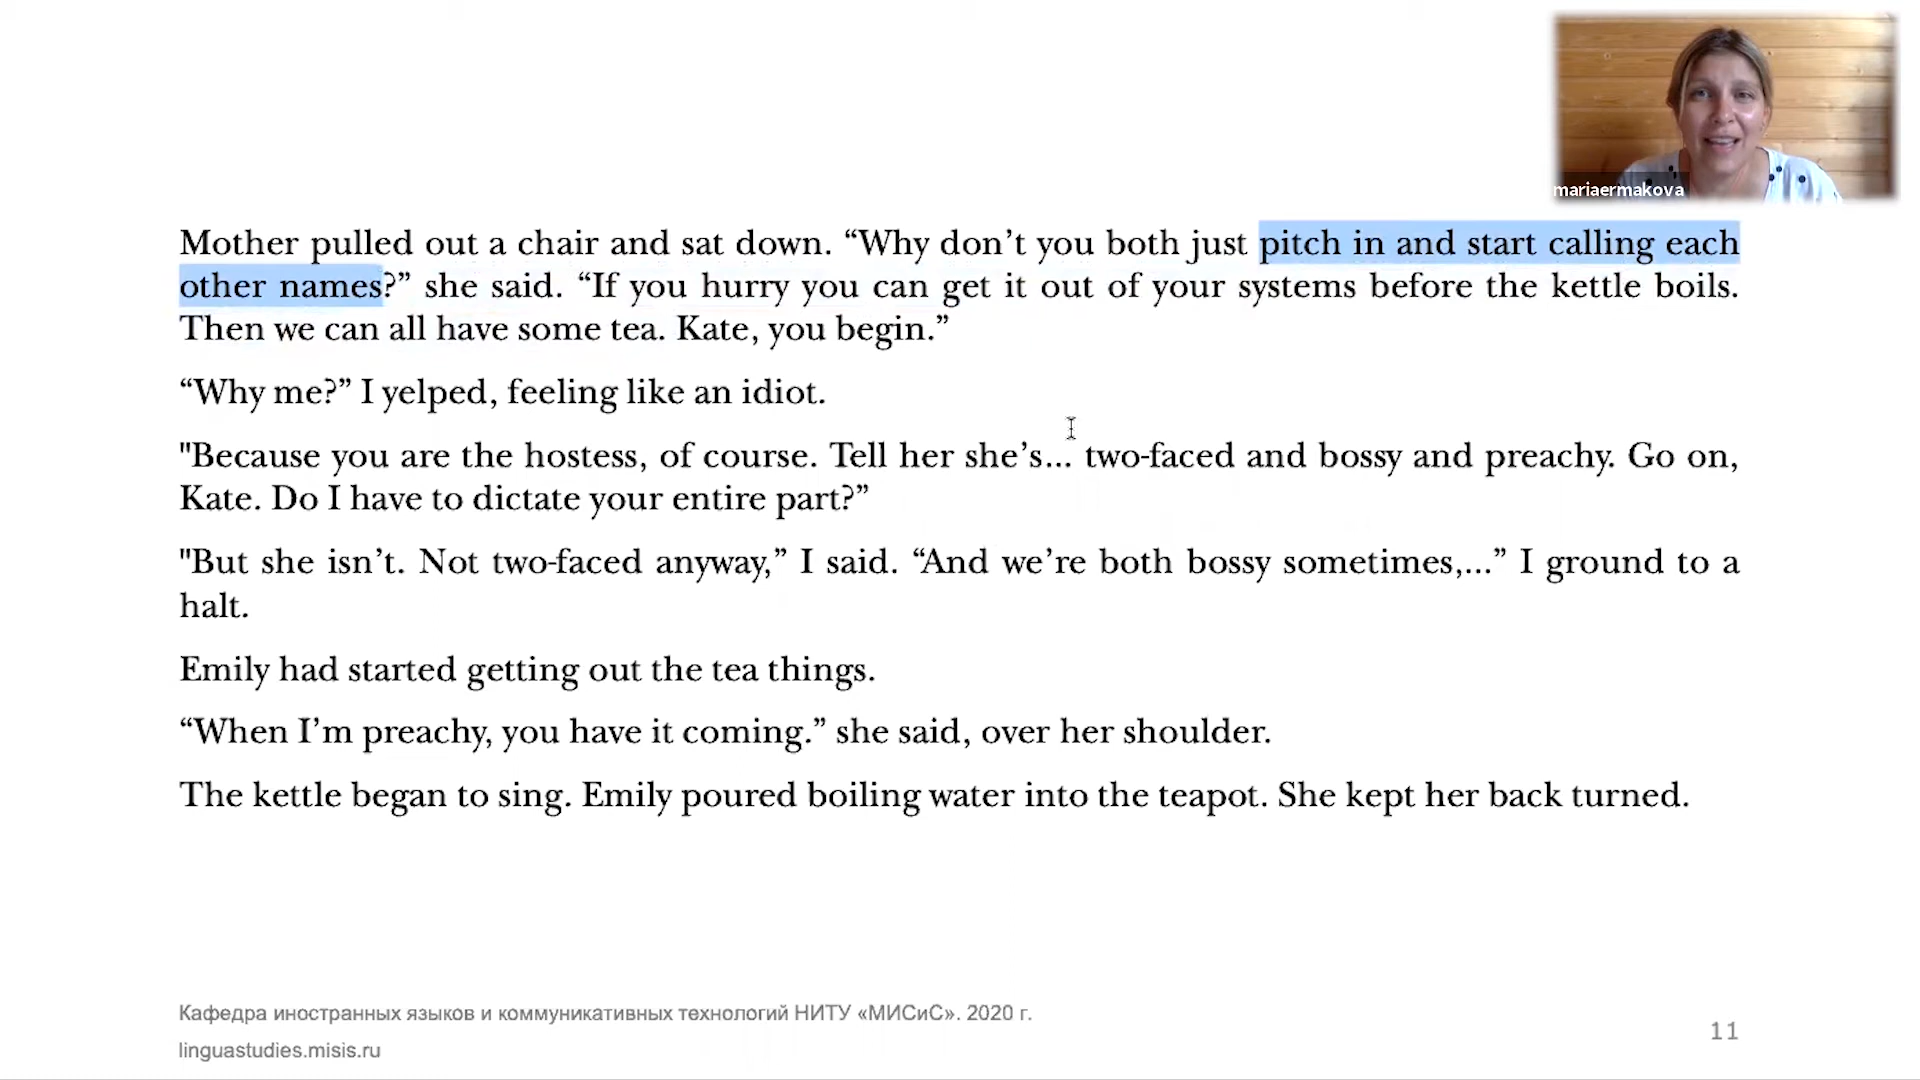 mariaermakova
Mother pulled out a chair and sat down. “Why don’t you both just pitch in and start calling each
other names?” she said. “If you hurry you can get it out of your systems before the kettle boils.
Then we can all have some tea. Kate, you begin.”
“Why me?” I yelped, feeling like an idiot.
"Because you are the hostess, of course. Tell her she’s... two-faced and bossy and preachy. Go on,
Kate. Do I have to dictate your entire part?”
"But she isn’t. Not two-faced anyway,” I said. “And we’re both bossy sometimes,...” I ground to a
halt.
Emily had started getting out the tea things.
“When I’m preachy, you have it coming.” she said, over her shoulder.
The kettle began to sing. Emily poured boiling water into the teapot. She kept her back turned.
Кафедра иностранных языков и коммуникативных технологий НИТУ «МИСиС». 2020 г.
linguastudies.misis.ru
11